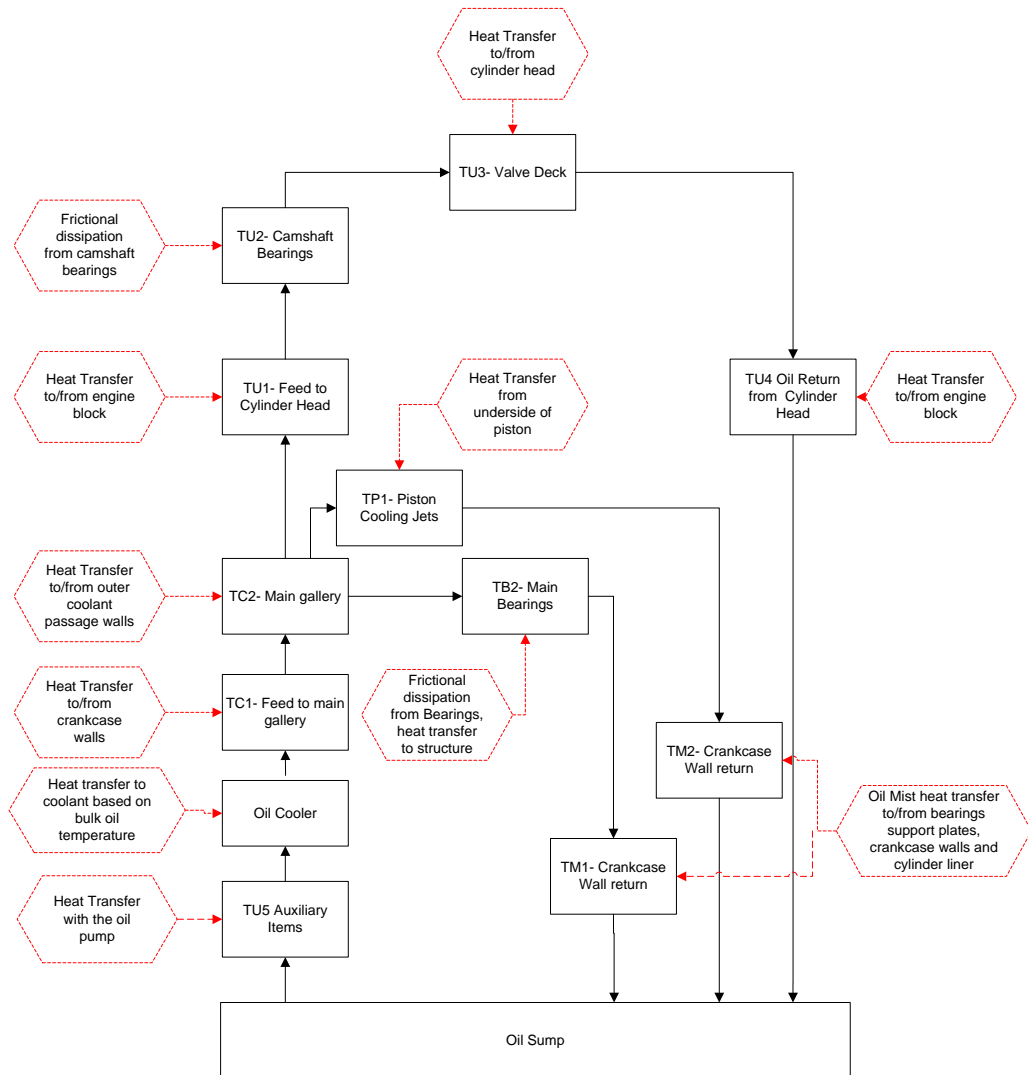 Heat Transfer
to/from
cylinder head
TU3- Valve Deck
Frictional
dissipation
from camshaft
bearings
TU2- Camshaft
Bearings
Heat Transfer
to/from engine
block
TU1- Feed to
Cylinder Head
Heat Transfer
from
underside of
piston
TU4 Oil Return
from Cylinder
Head
Heat Transfer
to/from engine
block
TP1- Piston
Cooling Jets
Heat Transfer
to/from outer
coolant
passage walls
TC2- Main gallery
TB2- Main
Bearings
Heat Transfer
to/from
crankcase
walls
TC1- Feed to main
gallery
Frictional
dissipation
from Bearings,
heat transfer
to structure
TM2- Crankcase
Wall return
Heat transfer to
coolant based on
bulk oil
temperature
Oil Cooler
Oil Mist heat transfer
to/from bearings
support plates,
crankcase walls and
cylinder liner
TM1- Crankcase
Wall return
Heat Transfer
with the oil
pump
TU5 Auxiliary
Items
Oil Sump